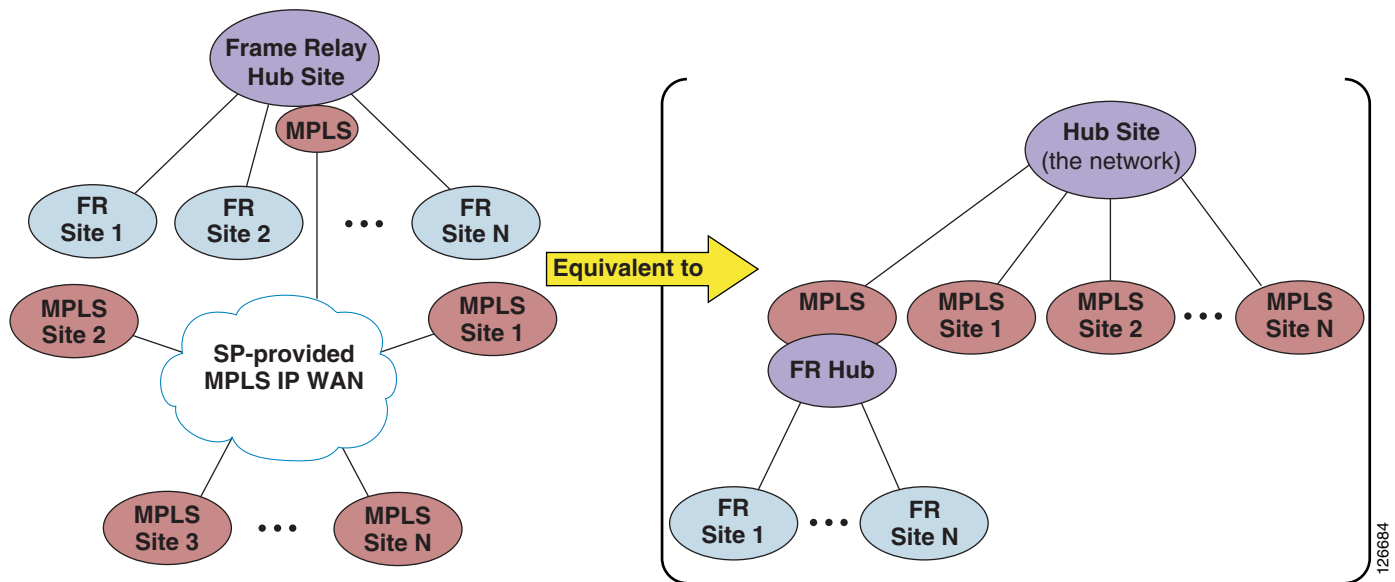 Frame Relay
Hub Site
MPLS
FR
Site 1
FR
Site 2
•••
FR
Site N
MPLS
Site 2
MPLS
Site 1
SP-provided
MPLS IP WAN
MPLS
Site 3
•••
MPLS
Site N
Equivalent to
Hub Site
(the network)
MPLS
MPLS
Site 1
MPLS
Site 2
•••
MPLS
Site N
FR Hub
FR
Site 1
•••
FR
Site N
126684